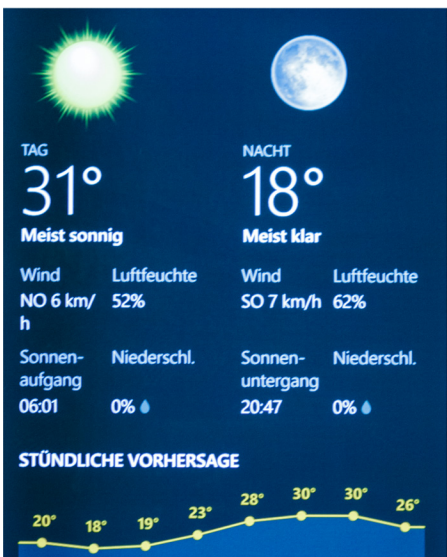 TAG
31°
Meist sonnig
Wind
NO 6 km/
h
Luftfeuchte
52%
Sonnen-
aufgang
06:01
Niederschl.
0%
NACHT
18°
Meist klar
Wind
SO 7 km/h
Luftfeuchte
62%
Sonnen-
untergang
20:47
Niederschl.
0%
STÜNDLICHE VORHERSAGE
20° 18° 19° 23° 28° 30° 30° 26°